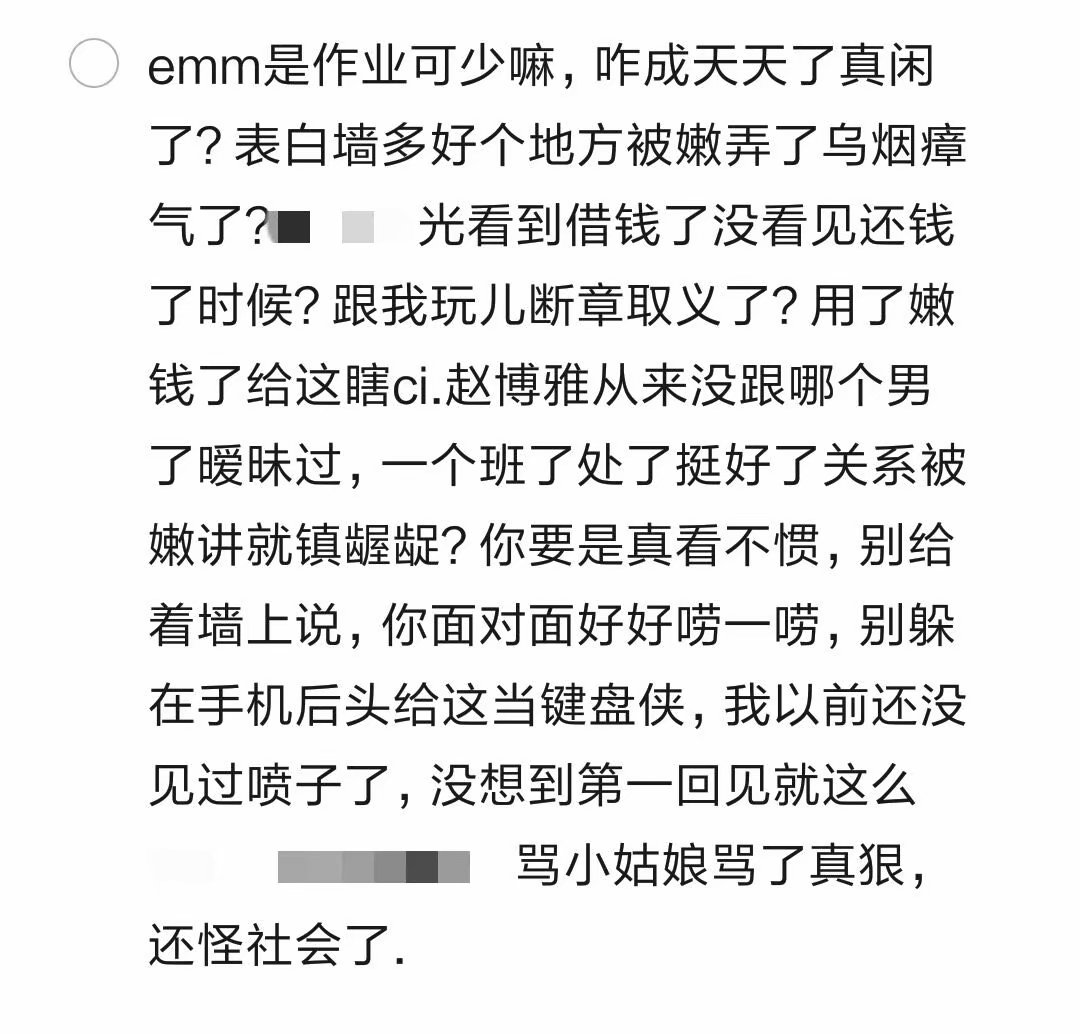 emm是作业可少嘛，咋成天天了真闲
了？表白墙多好个地方被嫩弄了乌烟瘴
气了？光看到借钱了没看见还钱
了时候？跟我玩儿断章取义了？用了嫩
钱了给这瞎ci.赵博雅从来没跟哪个男
了暧昧过，一个班了处了挺好了关系被
嫩讲就镇龌龊？你要是真看不惯，别给
着墙上说，你面对面好好唠一唠，别躲
在手机后头给这当键盘侠，我以前还没
见过喷子了，没想到第一回见就这么
骂小姑娘骂了真狠，
还怪社会了.